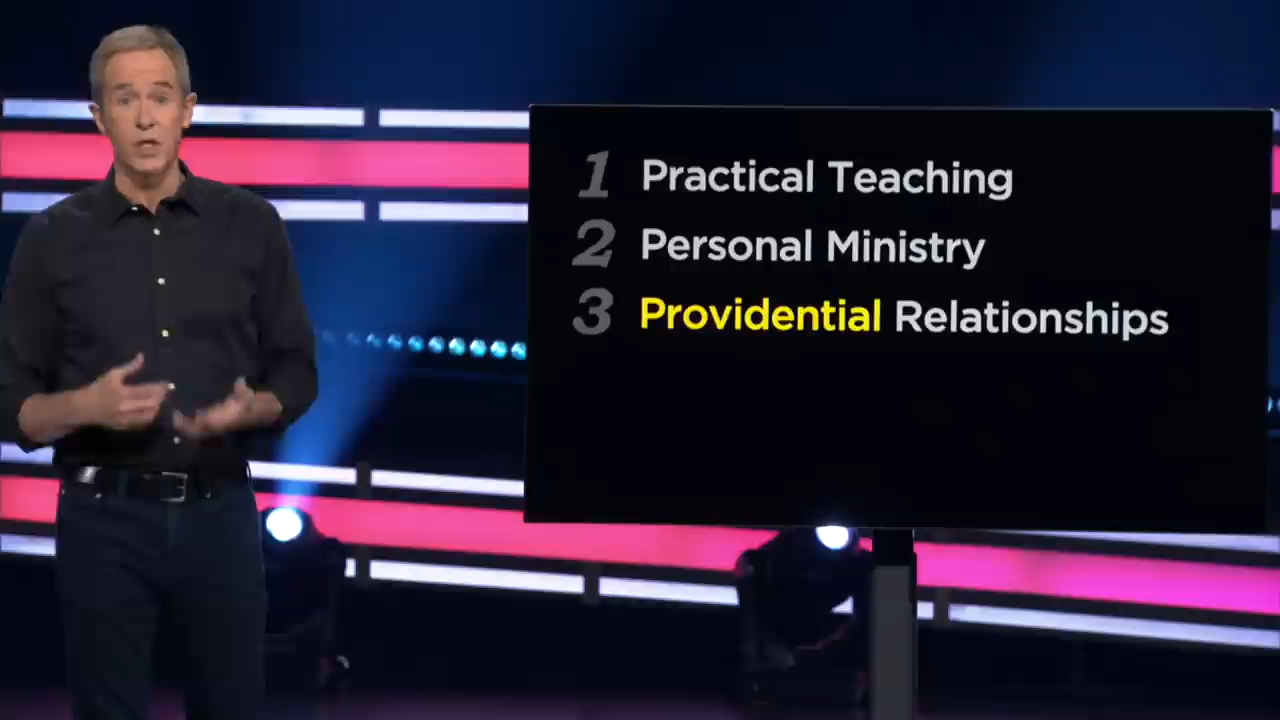 1 Practical Teaching
2 Personal Ministry
3 Providential Relationships